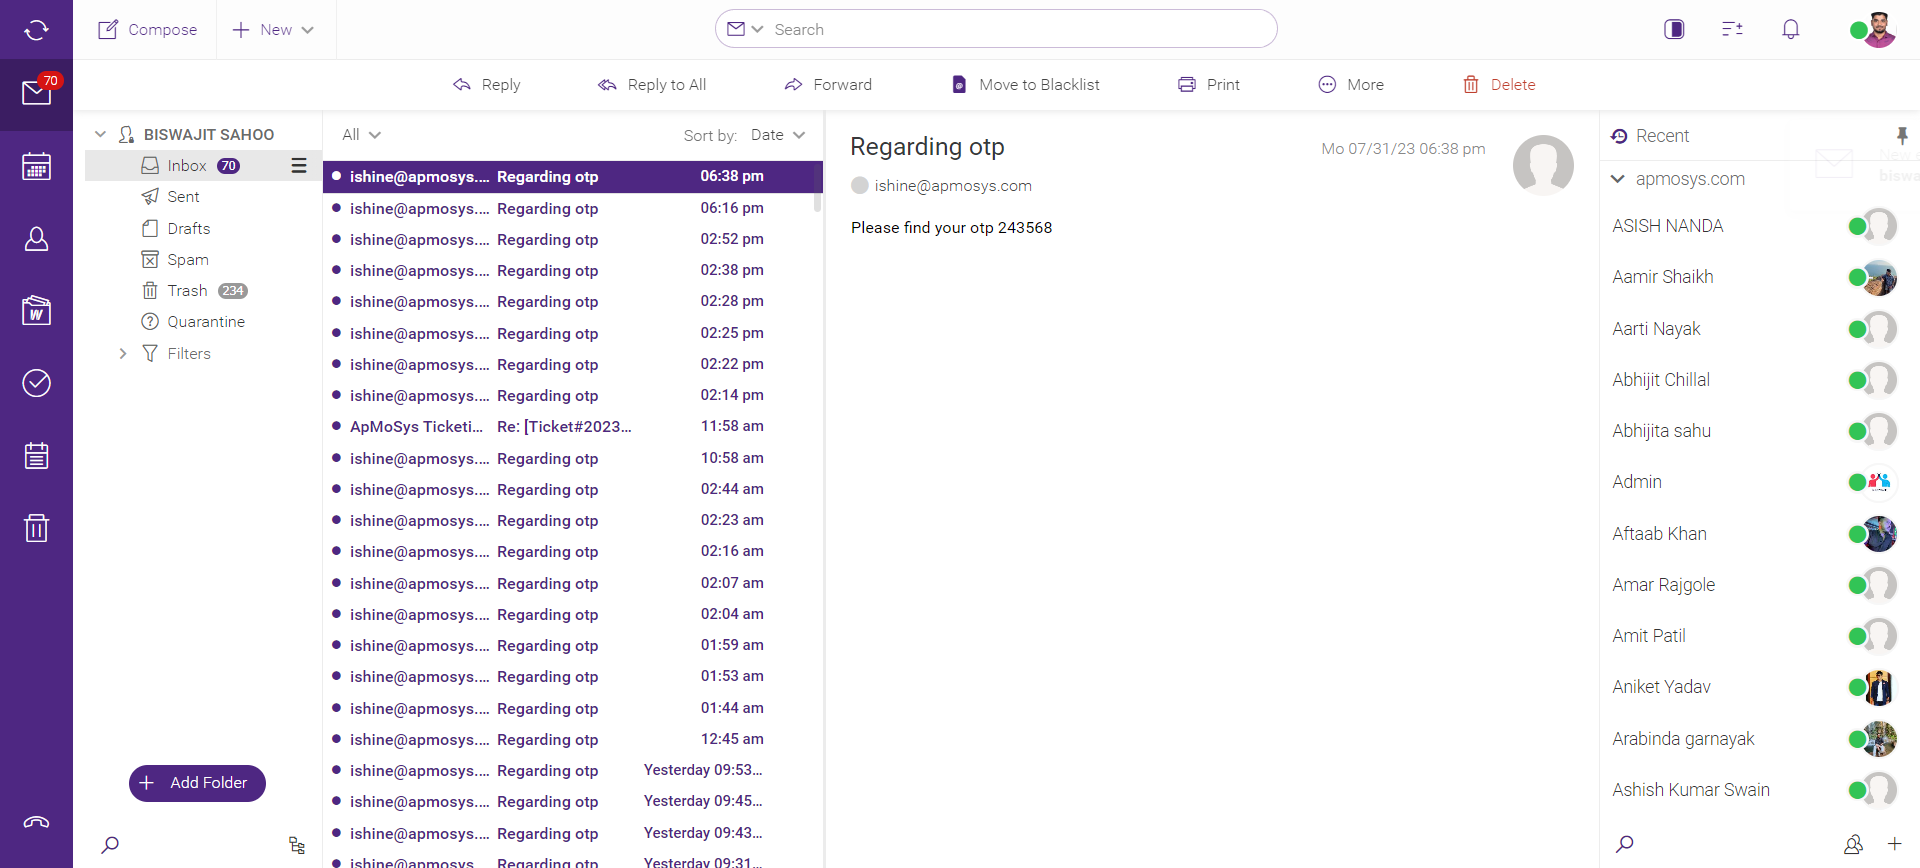 Compose
New
Search
70
Reply
Reply to All
Forward
Move to Blacklist
Print
More
Delete
BISWAJIT SAHOO
Inbox 70
Sent
Drafts
Spam
Trash 234
Quarantine
Filters
Add Folder
All
Sort by: Date
ishine@apmosys.... Regarding otp 06:38 pm
ishine@apmosys.... Regarding otp 06:16 pm
ishine@apmosys.... Regarding otp 02:52 pm
ishine@apmosys.... Regarding otp 02:38 pm
ishine@apmosys.... Regarding otp 02:28 pm
ishine@apmosys.... Regarding otp 02:25 pm
ishine@apmosys.... Regarding otp 02:22 pm
ishine@apmosys.... Regarding otp 02:14 pm
ApMoSys Ticketi... Re: [Ticket#2023... 11:58 am
ishine@apmosys.... Regarding otp 10:58 am
ishine@apmosys.... Regarding otp 02:44 am
ishine@apmosys.... Regarding otp 02:23 am
ishine@apmosys.... Regarding otp 02:16 am
ishine@apmosys.... Regarding otp 02:07 am
ishine@apmosys.... Regarding otp 02:04 am
ishine@apmosys.... Regarding otp 01:59 am
ishine@apmosys.... Regarding otp 01:53 am
ishine@apmosys.... Regarding otp 01:44 am
ishine@apmosys.... Regarding otp 12:45 am
ishine@apmosys.... Regarding otp Yesterday 09:53...
ishine@apmosys.... Regarding otp Yesterday 09:45...
ishine@apmosys.... Regarding otp Yesterday 09:43...
ishine@apmosys.... Regarding otp Yesterday 09:31...
Regarding otp
Mo 07/31/23 06:38 pm
ishine@apmosys.com
Please find your otp 243568
Recent
New
biswa
apmosys.com
ASISH NANDA
Aamir Shaikh
Aarti Nayak
Abhijit Chillal
Abhijita sahu
Admin
Aftaab Khan
Amar Rajgole
Amit Patil
Aniket Yadav
Arabinda garnayak
Ashish Kumar Swain